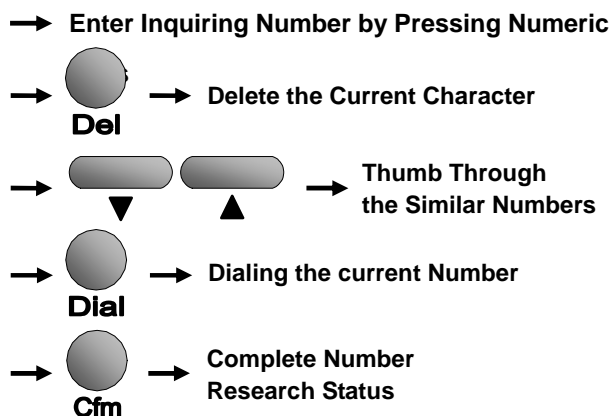 Enter Inquiring Number by Pressing Numeric
Delete the Current Character
Del
Thumb Through
the Similar Numbers
Dialing the current Number
Dial
Complete Number
Research Status
Cfm